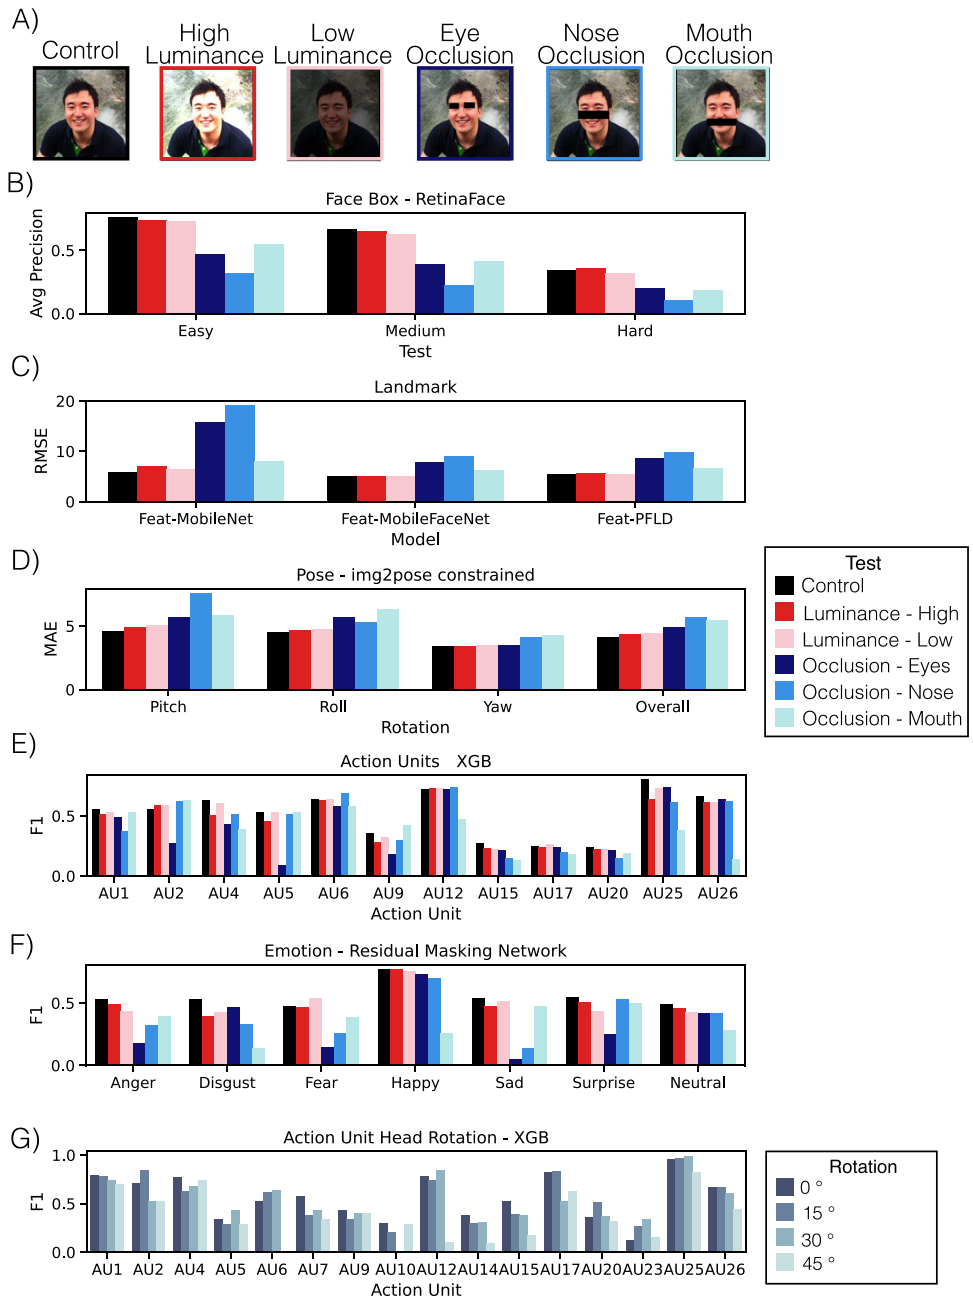 A)
Control
High Luminance
Low Luminance
Eye Occlusion
Nose Occlusion
Mouth Occlusion
B)
Face Box - RetinaFace
Avg Precision
0.5
0.0
Easy Medium Hard
Test
C)
Landmark
RMSE
20
10
0
Feat-MobileNet Feat-MobileFaceNet Feat-PFLD
Model
D)
Pose - img2pose constrained
MAE
5
0
Pitch Roll Yaw Overall
Rotation
Test
Control
Luminance - High
Luminance - Low
Occlusion - Eyes
Occlusion - Nose
Occlusion - Mouth
E)
Action Units XGB
F1
0.5
0.0
AU1 AU2 AU4 AU5 AU6 AU9 AU12 AU15 AU17 AU20 AU25 AU26
Action Unit
F)
Emotion - Residual Masking Network
F1
0.5
0.0
Anger Disgust Fear Happy Sad Surprise Neutral
G)
Action Unit Head Rotation - XGB
F1
1.0
0.5
0.0
AU1 AU2 AU4 AU5 AU6 AU7 AU9 AU10 AU12 AU14 AU15 AU17 AU20 AU23 AU25 AU26
Action Unit
Rotation
0 °
15 °
30 °
45 °